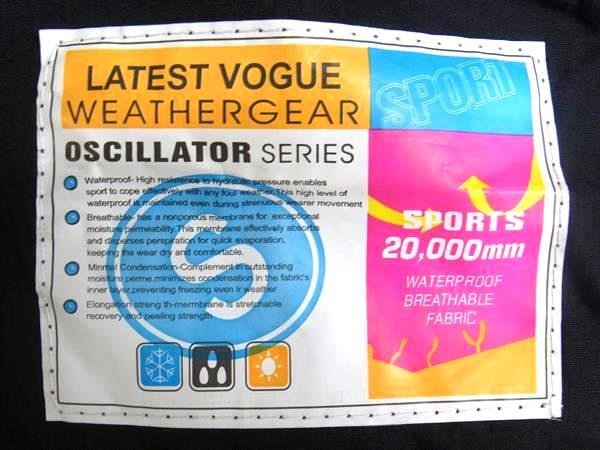 LATEST VOGUE
WEATHERGEAR
OSCILLATOR SERIES
Waterproof- High resistence to hydraulic pressure enables
sport to cope effectively with any foul weather.This high level of
waterproof is maintained even during strenuous wearer movement
Breathable- has a nonporous membrane for exceptional
moisture permeability.This membrane effectively absorbs
and disperses perspiration for quick evaporation,
keeping the wear dry and comfortable.
Minimal Condensation-Complement in outstanding
moisture perme.minimizes condensation in the fabric's
inner layer,preventing freezing even ir weather
Elongation streng th-mermbrane is stretchable
recovery and peeling strength
SPORT
SPORTS
20,000mm
WATERPROOF
BREATHABLE
FABRIC